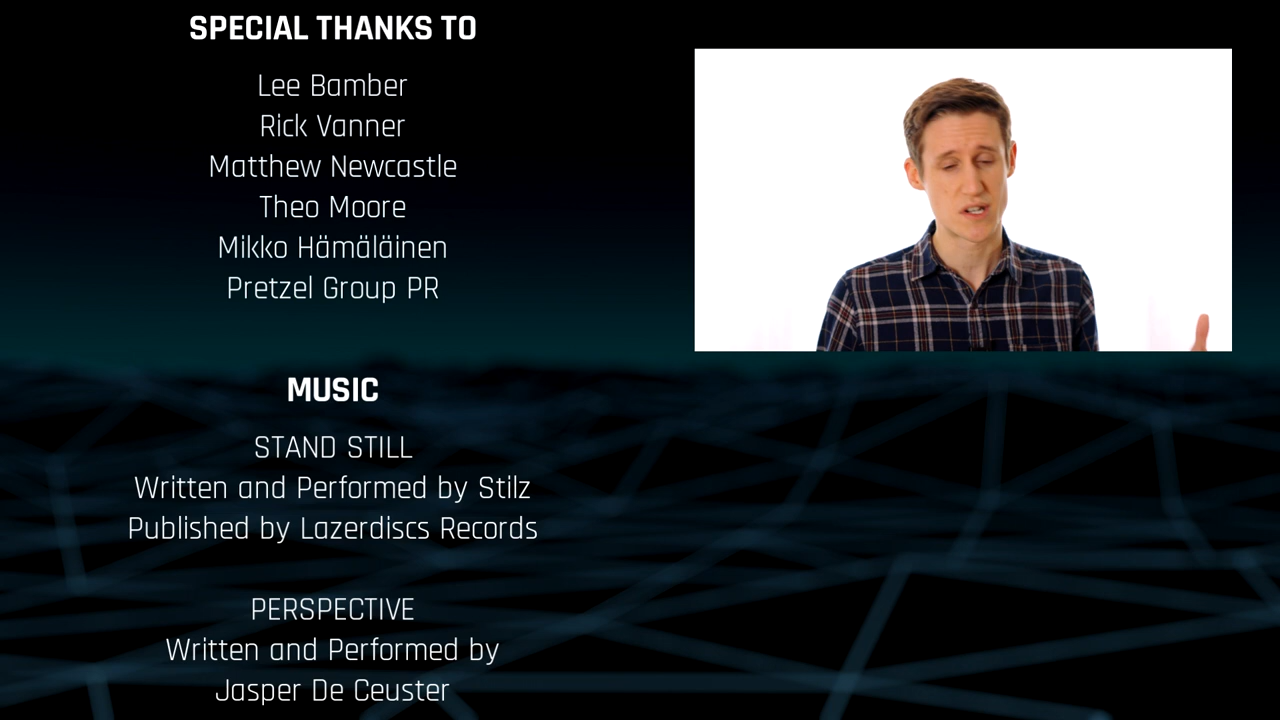 SPECIAL THANKS TO
Lee Bamber
Rick Vanner
Matthew Newcastle
Theo Moore
Mikko Hämäläinen
Pretzel Group PR
MUSIC
STAND STILL
Written and Performed by Stilz
Published by Lazerdiscs Records
PERSPECTIVE
Written and Performed by
Jasper De Ceuster